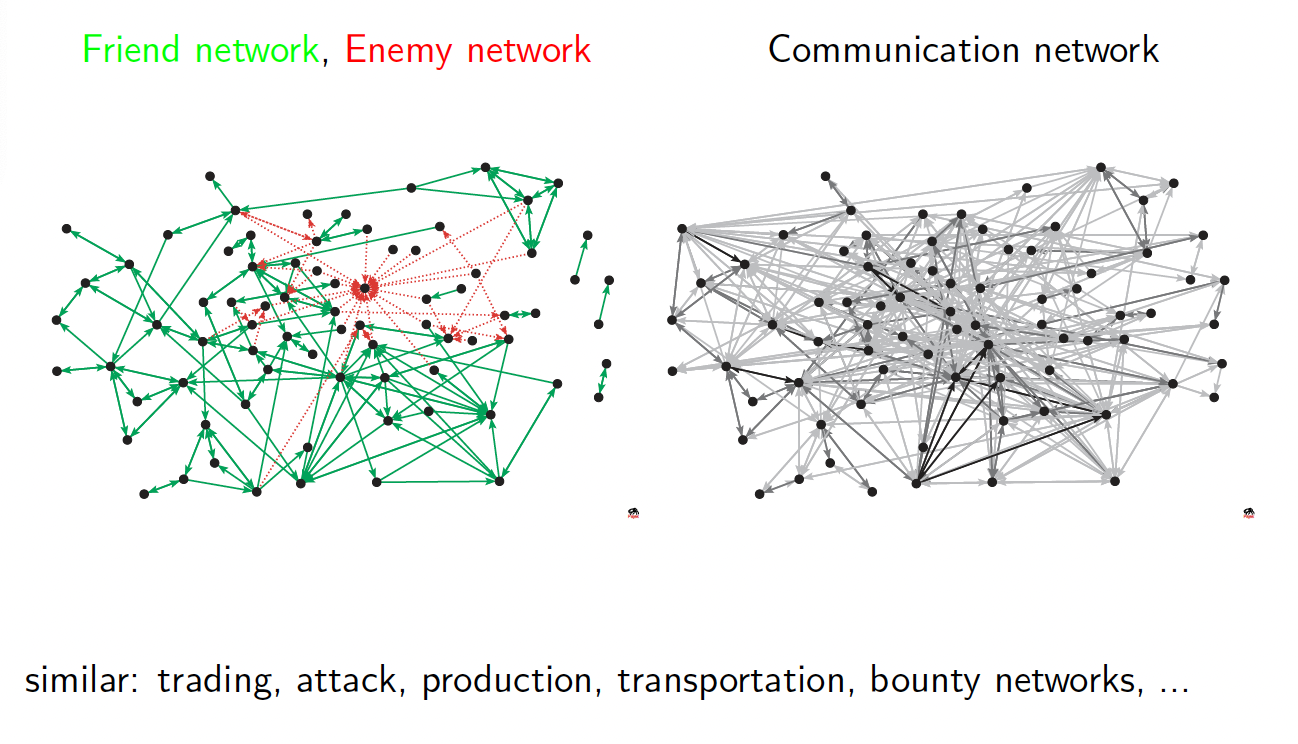 Friend network, Enemy network
Communication network
similar: trading, attack, production, transportation, bounty networks, ...